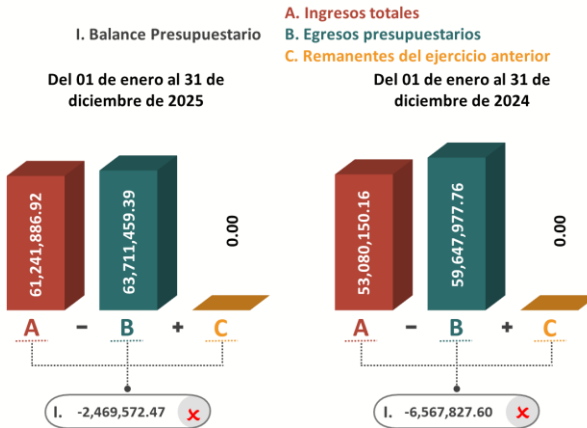 A. Ingresos totales
I. Balance Presupuestario
B. Egresos presupuestarios
C. Remanentes del ejercicio anterior
Del 01 de enero al 31 de
diciembre de 2025
Del 01 de enero al 31 de
diciembre de 2024
61,241,886.92
63,711,459.39
0.00
53,080,150.16
59,647,977.76
0.00
A - B + C
A - B + C
I. -2,469,572.47 ✗
I. -6,567,827.60 ✗